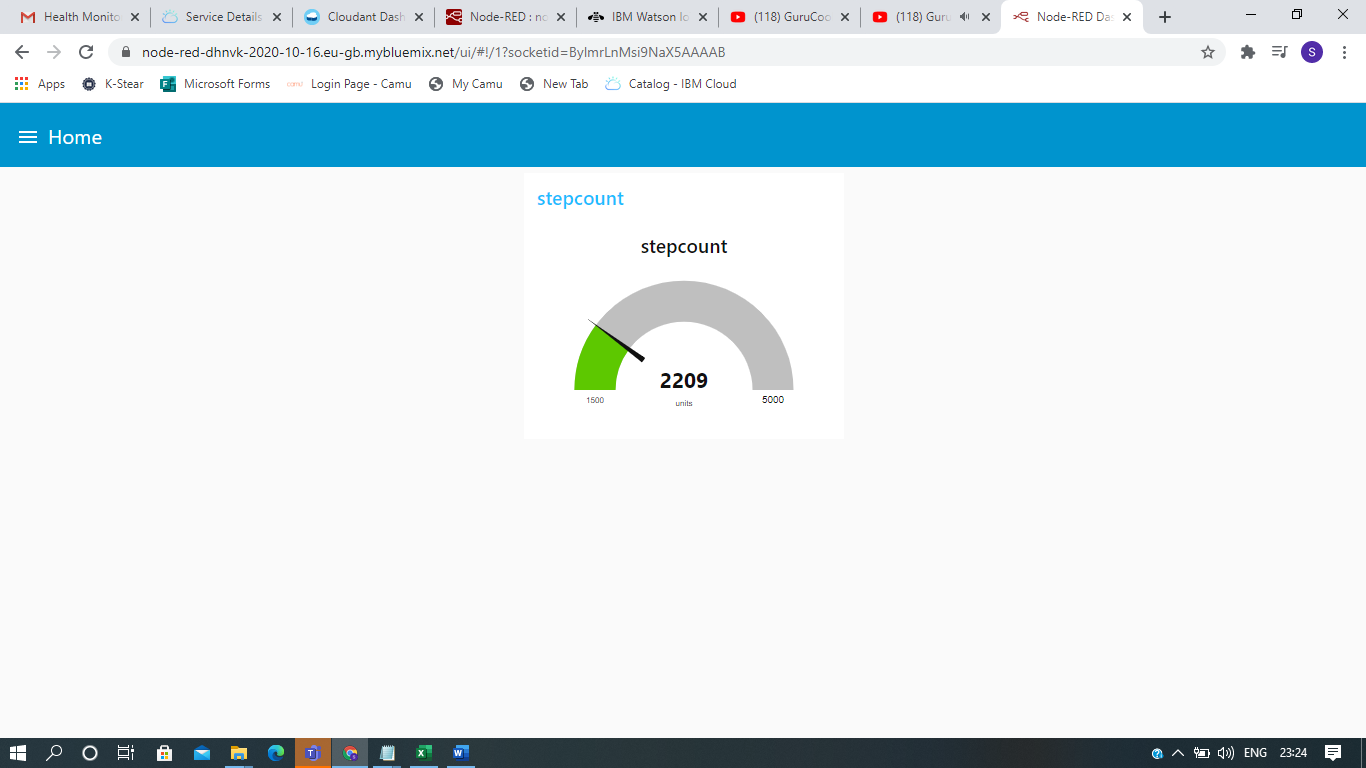 Health Monito
Service Details
Cloudant Dash
Node-RED : no
IBM Watson Io
(118) GuruCoo
(118) Guru
Node-RED Das
node-red-dhnvk-2020-10-16.eu-gb.mybluemix.net/ui/#!/1?socketid=ByImrLnMsi9NaX5AAAAB
S
Apps
K-Stear
Microsoft Forms
camu
Login Page - Camu
My Camu
New Tab
Catalog - IBM Cloud
Home
stepcount
stepcount
2209
units
1500
5000
ENG
23:24